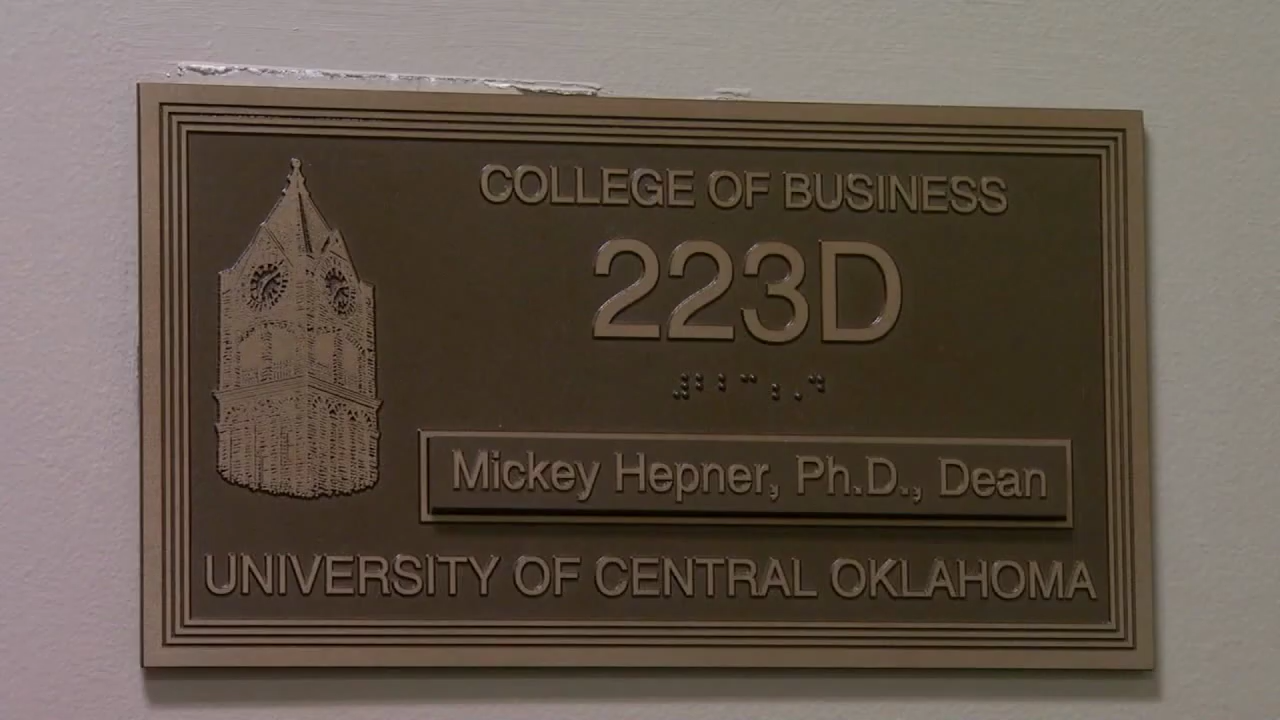 COLLEGE OF BUSINESS
223D
Mickey Hepner, Ph.D., Dean
UNIVERSITY OF CENTRAL OKLAHOMA